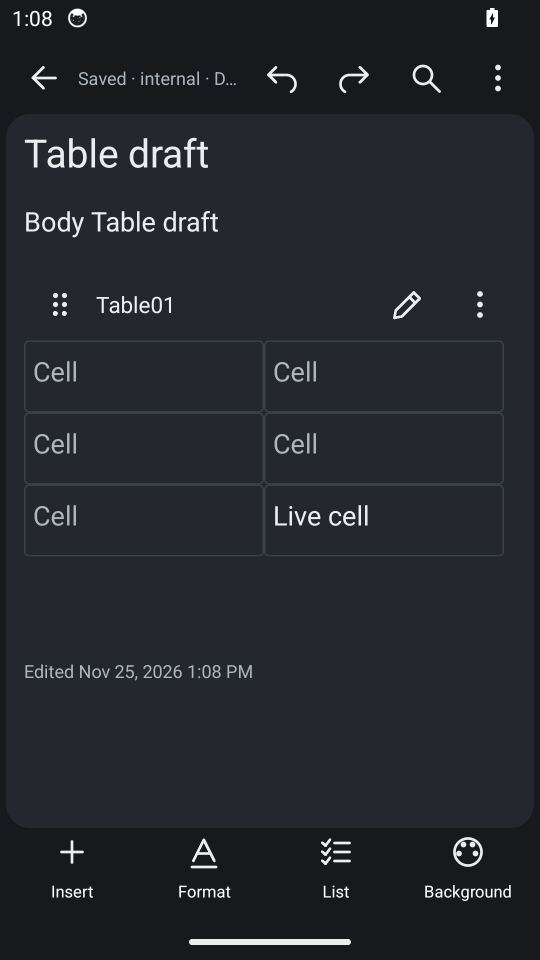 1:08
Saved · internal · D…
Table draft
Body Table draft
Table01
Cell Cell
Cell Cell
Cell Live cell
Edited Nov 25, 2026 1:08 PM
Insert Format List Background